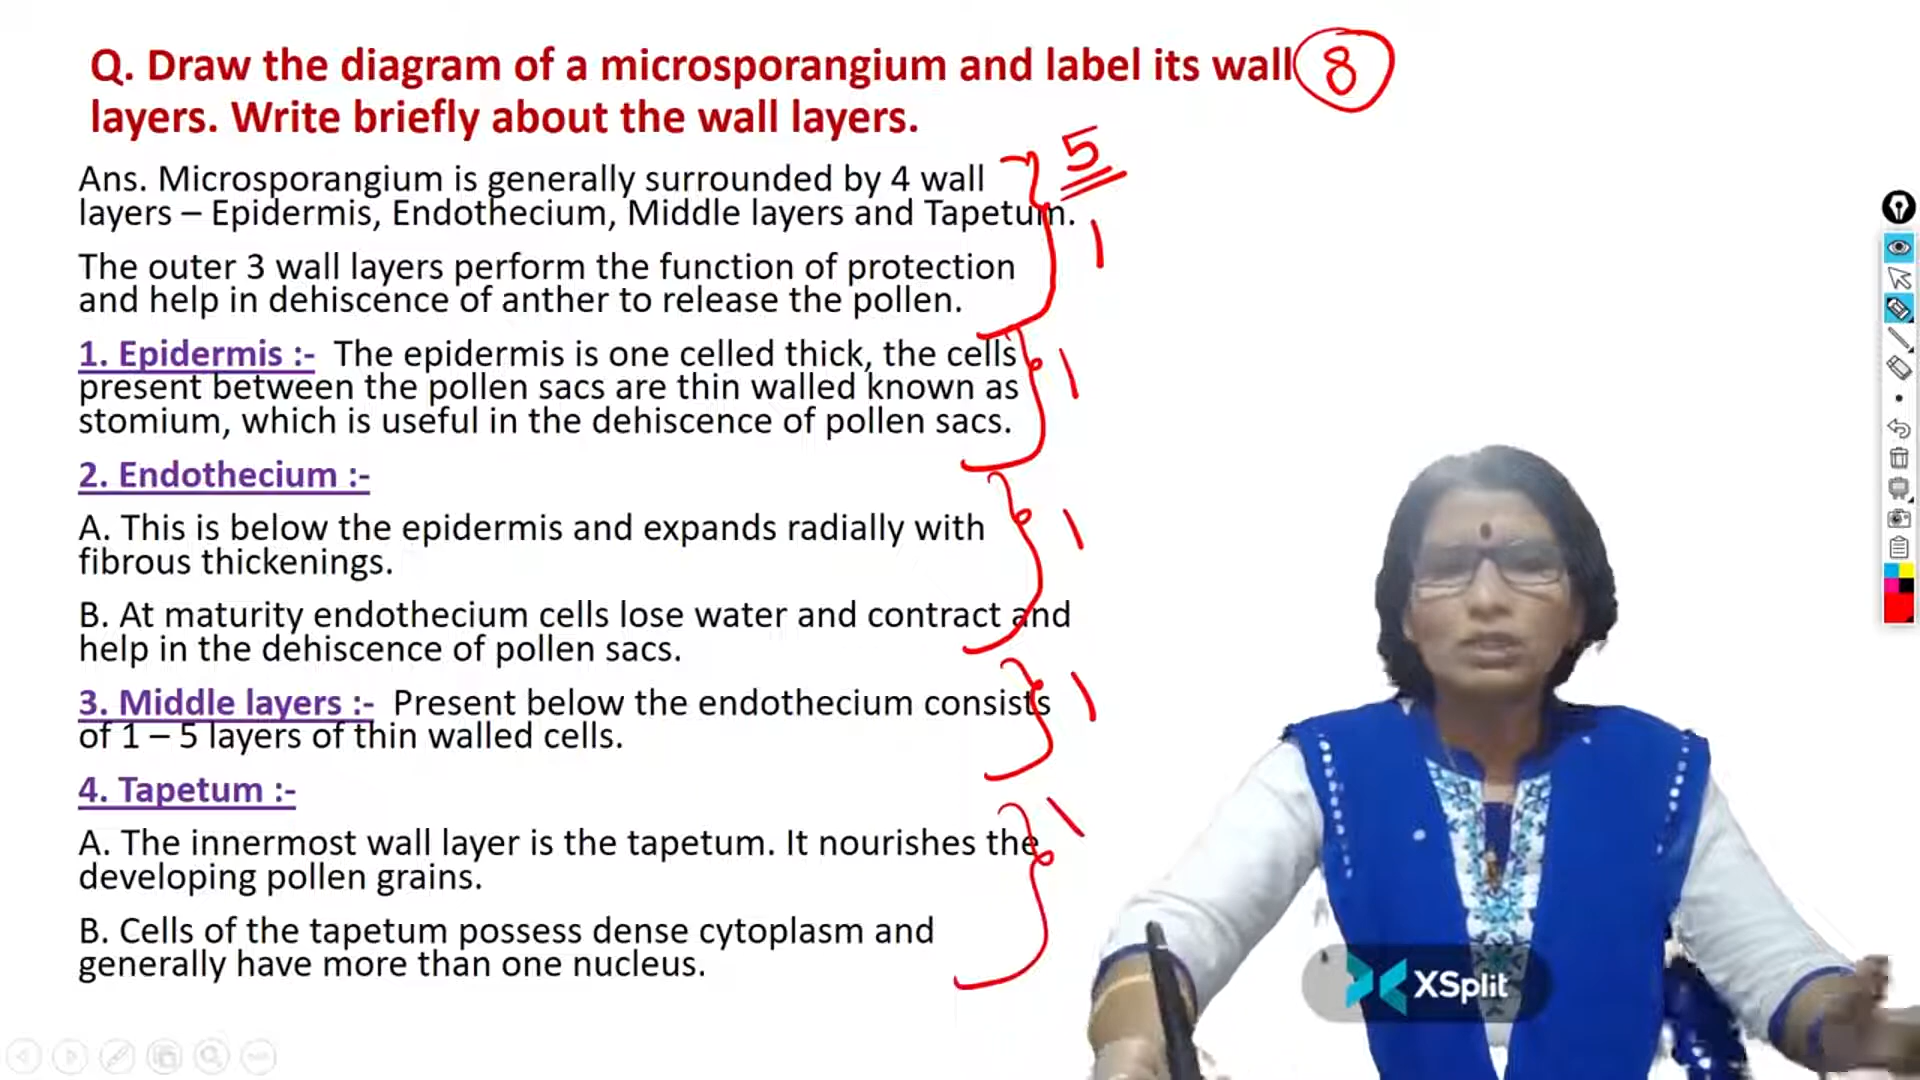 Q. Draw the diagram of a microsporangium and label its wall 8
layers. Write briefly about the wall layers.
5
Ans. Microsporangium is generally surrounded by 4 wall
layers – Epidermis, Endothecium, Middle layers and Tapetum.
1
The outer 3 wall layers perform the function of protection
and help in dehiscence of anther to release the pollen.
1. Epidermis :- The epidermis is one celled thick, the cells
1
present between the pollen sacs are thin walled known as
stomium, which is useful in the dehiscence of pollen sacs.
2. Endothecium :-
A. This is below the epidermis and expands radially with
1
fibrous thickenings.
B. At maturity endothecium cells lose water and contract and
help in the dehiscence of pollen sacs.
3. Middle layers :- Present below the endothecium consists
1
of 1 – 5 layers of thin walled cells.
4. Tapetum :-
1
A. The innermost wall layer is the tapetum. It nourishes the
developing pollen grains.
B. Cells of the tapetum possess dense cytoplasm and
generally have more than one nucleus.
XSplit